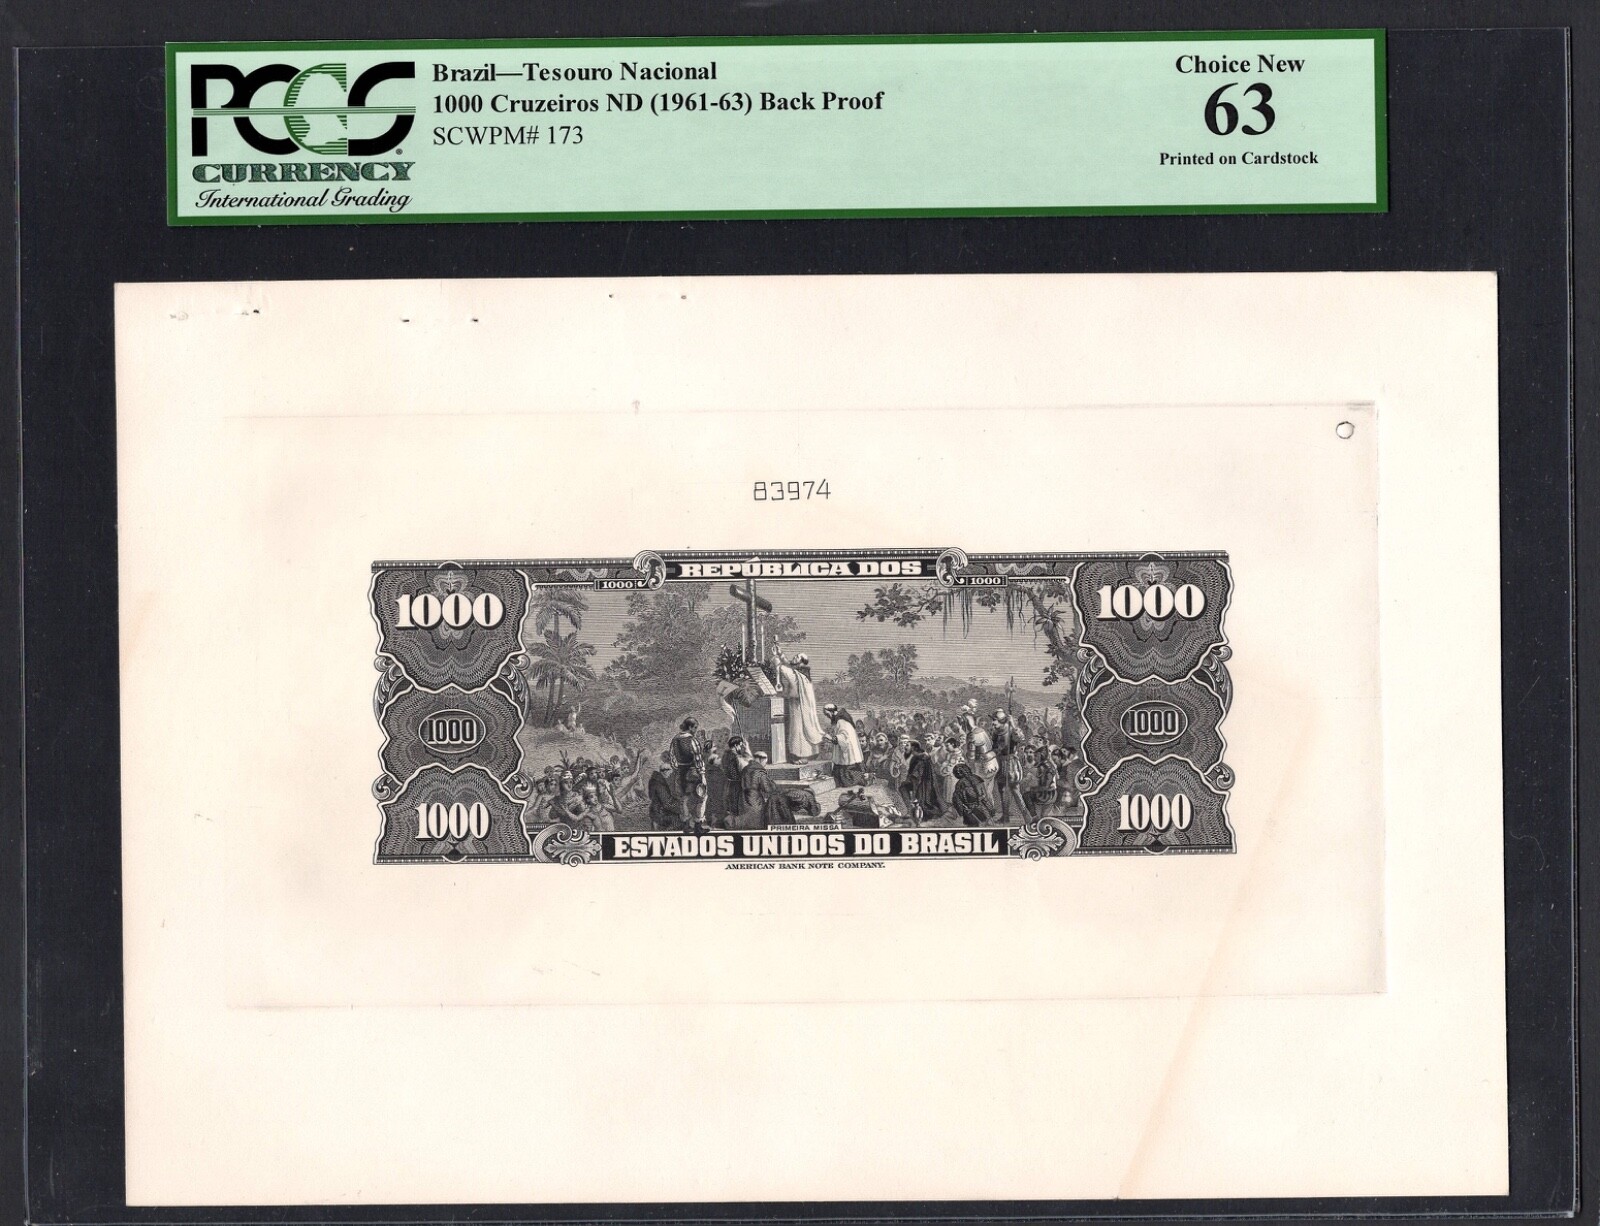 PCGS
CURRENCY
International Grading
Brazil—Tesouro Nacional
1000 Cruzeiros ND (1961-63) Back Proof
SCWPM# 173
Choice New
63
Printed on Cardstock
83974
REPÚBLICA DOS
1000 1000
1000 1000
1000 1000
1000 1000
PRIMEIRA MISSA
ESTADOS UNIDOS DO BRASIL
AMERICAN BANK NOTE COMPANY.